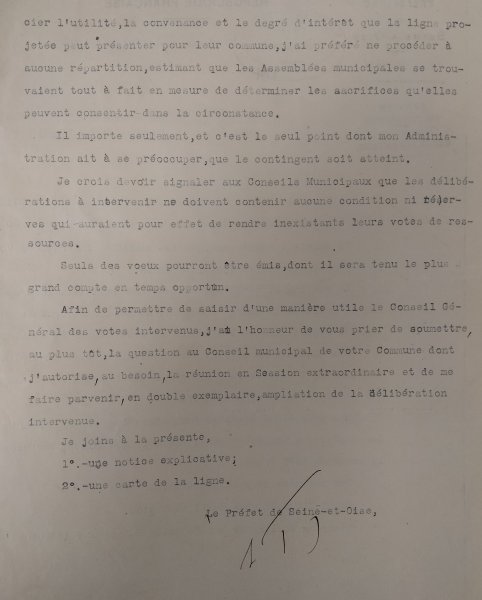 cier l'utilité,la convenance et le degré d'intérêt que la ligne pro-
jetée peut présenter pour leur commune,j'ai préféré ne procéder à
aucune répartition,estimant que les Assemblées municipales se trou-
vaient tout à fait en mesure de déterminer les sacrifices qu'elles
peuvent consentir dans la circonstance.
Il importe seulement,et c'est le seul point dont mon Adminis-
tration ait à se préoccuper,que le contingent soit atteint.
Je crois devoir signaler aux Conseils Municipaux que les délibé-
rations à intervenir ne doivent contenir aucune condition ni réser-
ves qui auraient pour effet de rendre inexistants leurs votes de res-
sources.
Seuls des voeux pourront être émis,dont il sera tenu le plus
grand compte en temps opportun.
Afin de permettre de saisir d'une manière utile le Conseil Gé-
néral des votes intervenus,j'ai l'honneur de vous prier de soumettre,
au plus tôt,la question au Conseil municipal de votre Commune dont
j'autorise, au besoin,la réunion en Session extraordinaire et de me
faire parvenir,en double exemplaire,ampliation de la délibération
intervenue.
Je joins à la présente,
1°.-une notice explicative;
2°.-une carte de la ligne.
Le Préfet de Seine-et-Oise,